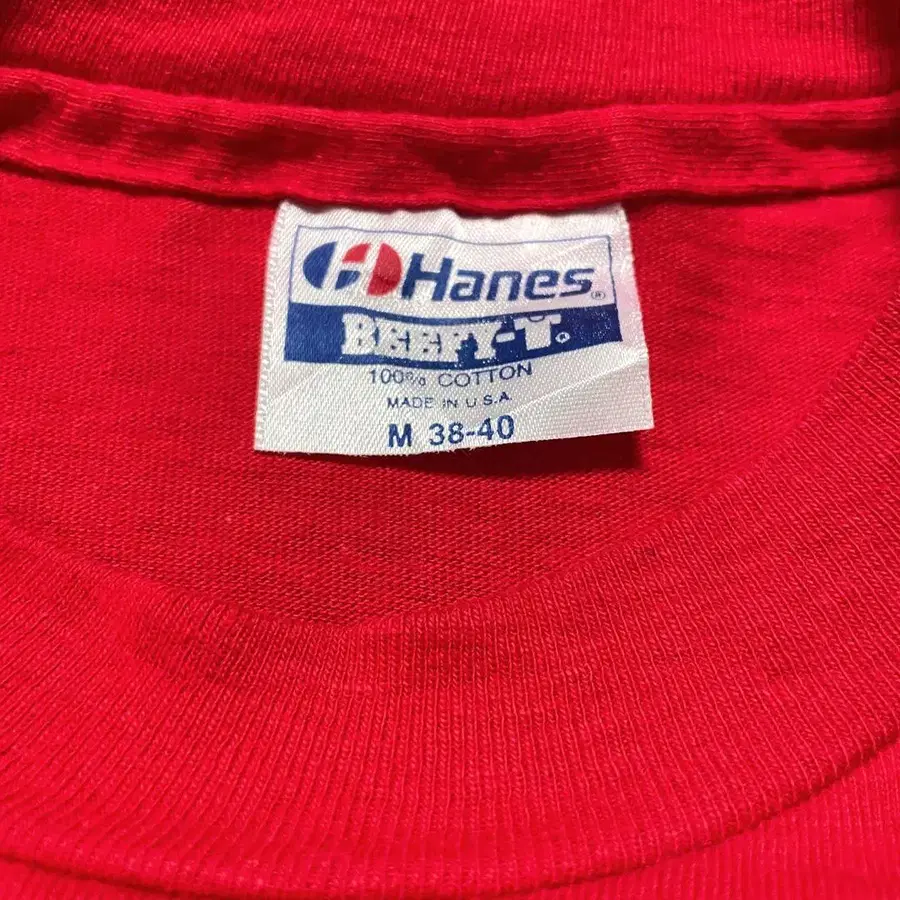 Hanes®
BEEFY-T®
100% COTTON
MADE IN U.S.A
M 38-40